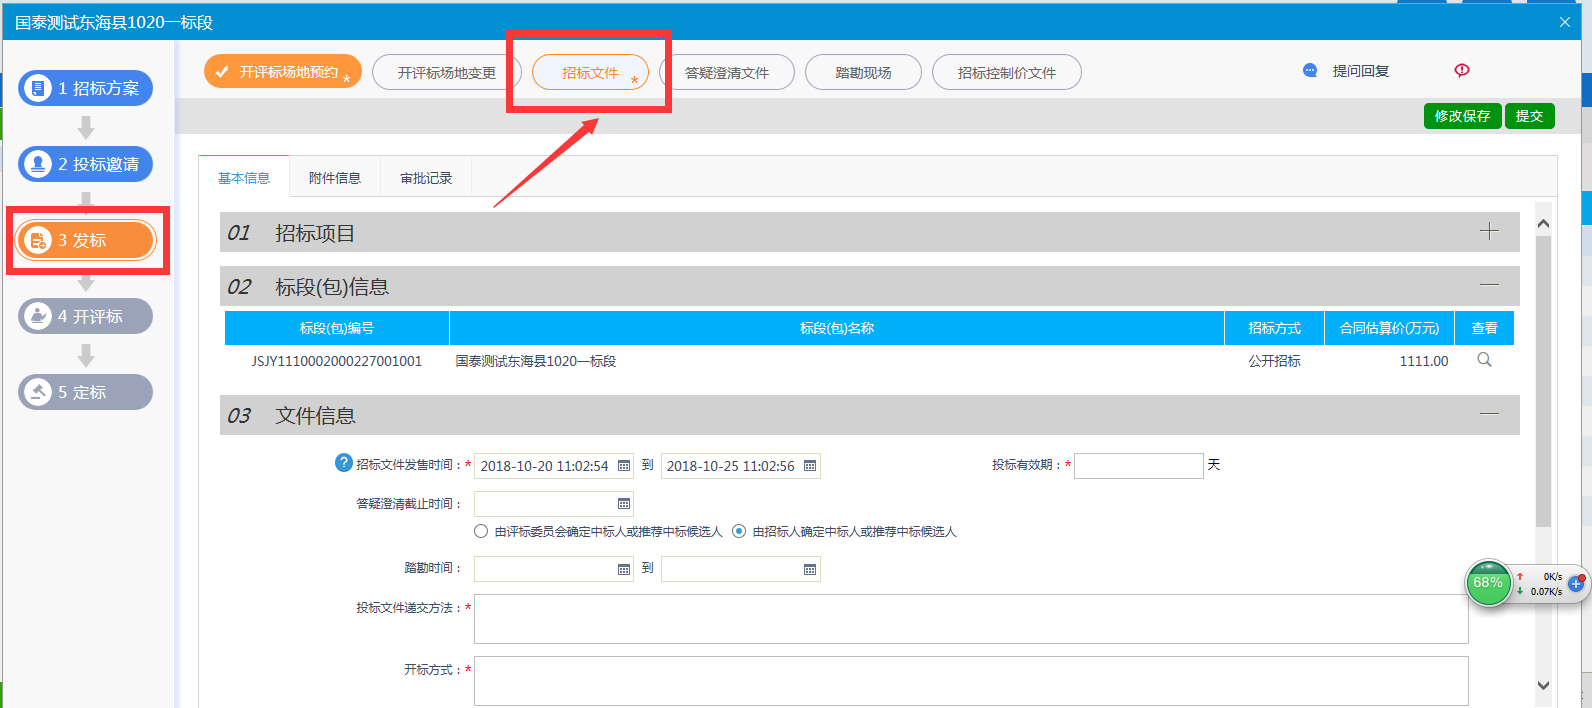 国泰测试东海县1020一标段
1 招标方案
2 投标邀请
3 发标
4 开评标
5 定标
开评标场地预约 *
开评标场地变更
招标文件 *
答疑澄清文件
踏勘现场
招标控制价文件
提问回复
修改保存
提交
基本信息
附件信息
审批记录
01 招标项目
02 标段(包)信息
标段(包)编号 标段(包)名称 招标方式 合同估算价(万元) 查看
JSJY1110002000227001001 国泰测试东海县1020一标段 公开招标 1111.00
03 文件信息
? 招标文件发售时间：* 2018-10-20 11:02:54 到 2018-10-25 11:02:56 投标有效期：* 天
答疑澄清截止时间：
由评标委员会确定中标人或推荐中标候选人 由招标人确定中标人或推荐中标候选人
踏勘时间： 到
投标文件递交方法：*
开标方式：*
68%
0K/s
0.07K/s